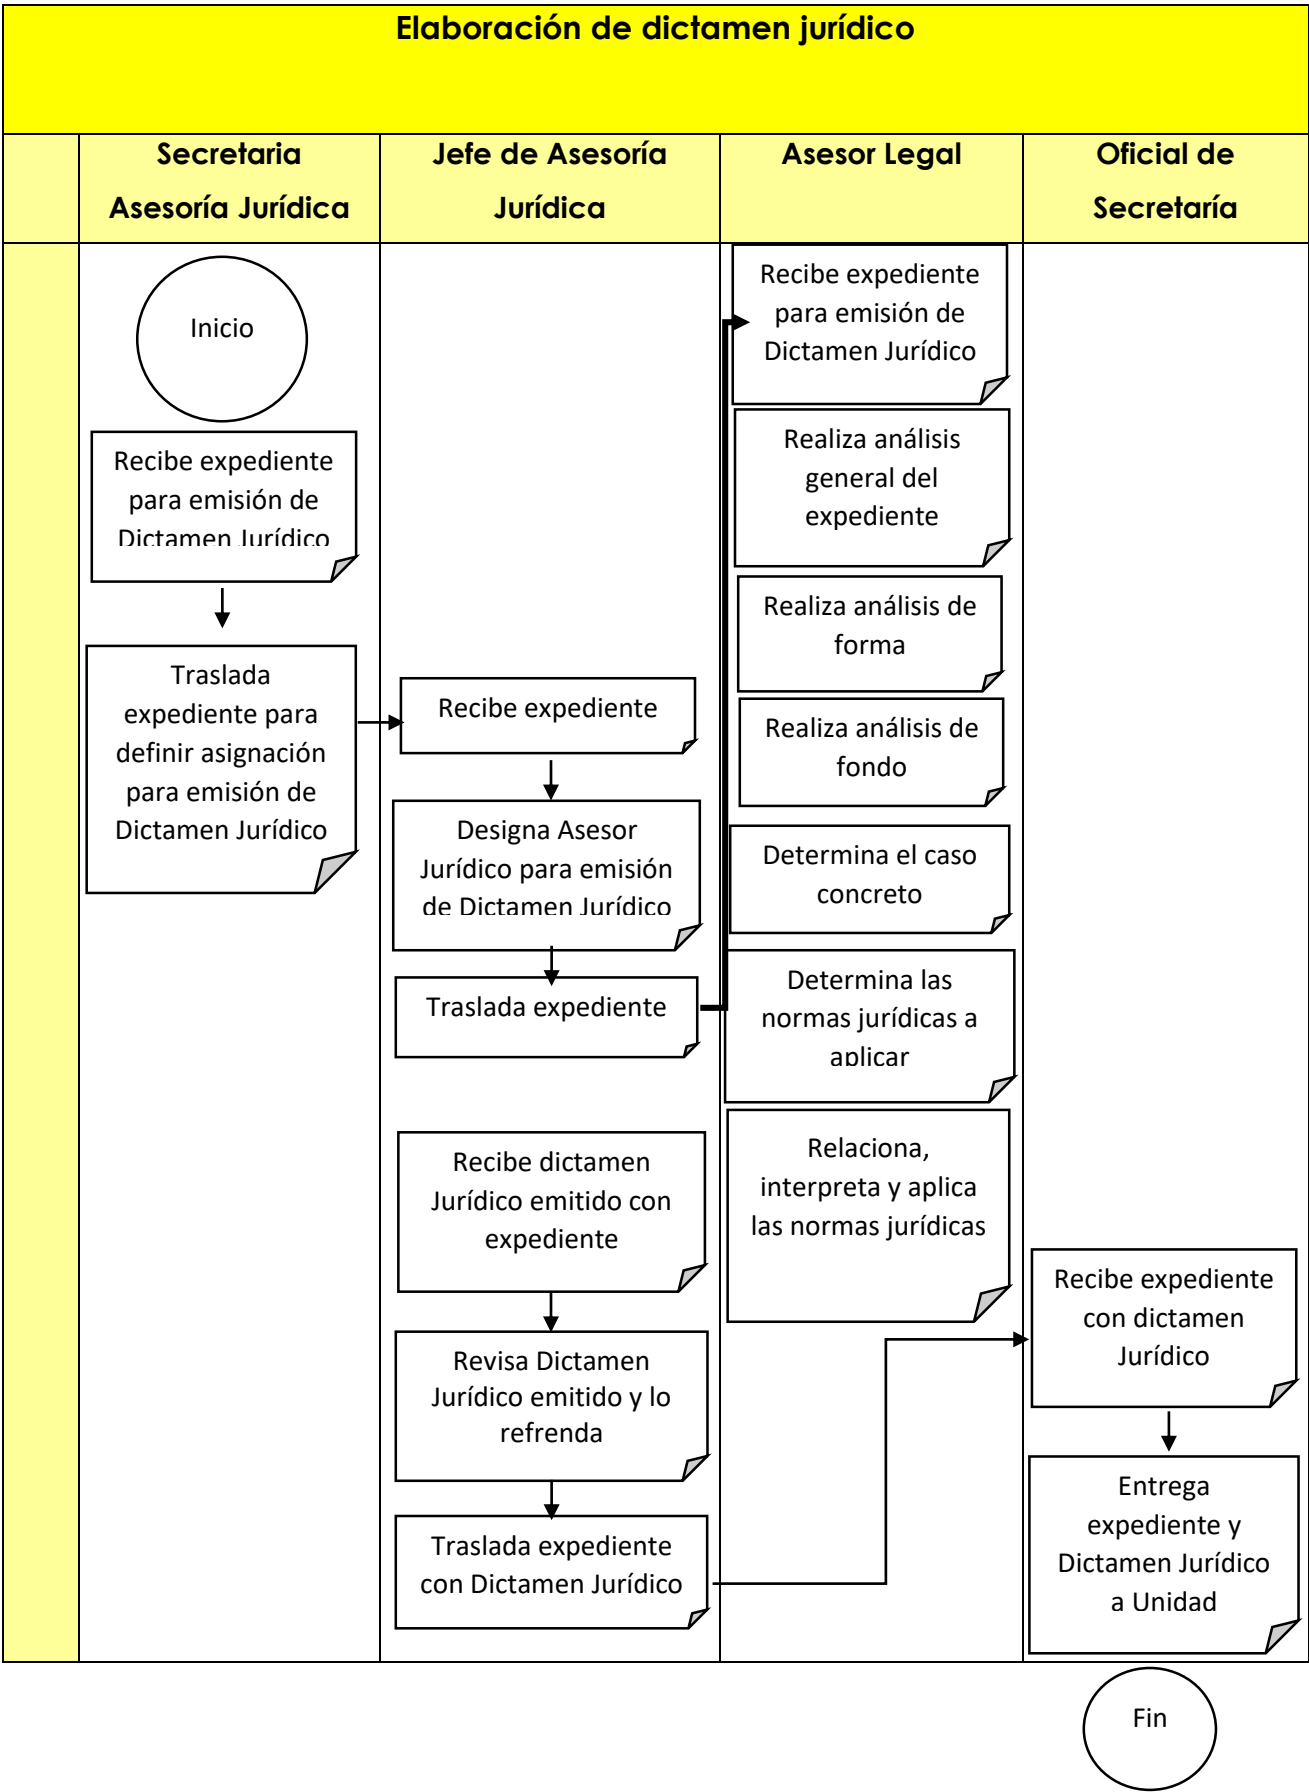 Elaboración de dictamen jurídico
Secretaria
Asesoría Jurídica
Jefe de Asesoría
Jurídica
Asesor Legal
Oficial de
Secretaría
Inicio
Recibe expediente
para emisión de
Dictamen Jurídico
Traslada
expediente para
definir asignación
para emisión de
Dictamen Jurídico
Recibe expediente
Designa Asesor
Jurídico para emisión
de Dictamen Jurídico
Traslada expediente
Recibe dictamen
Jurídico emitido con
expediente
Revisa Dictamen
Jurídico emitido y lo
refrenda
Traslada expediente
con Dictamen Jurídico
Recibe expediente
para emisión de
Dictamen Jurídico
Realiza análisis
general del
expediente
Realiza análisis de
forma
Realiza análisis de
fondo
Determina el caso
concreto
Determina las
normas jurídicas a
aplicar
Relaciona,
interpreta y aplica
las normas jurídicas
Recibe expediente
con dictamen
Jurídico
Entrega
expediente y
Dictamen Jurídico
a Unidad
Fin